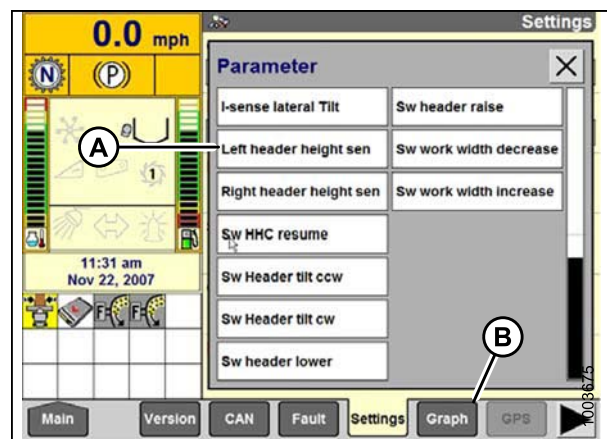 0.0 mph
Settings
N (P)
Parameter
I-sense lateral Tilt
Sw header raise
A
Left header height sen
Sw work width decrease
1
Right header height sen
Sw work width increase
Sw HHC resume
11:31 am
Nov 22, 2007
Sw Header tilt ccw
F F
Sw Header tilt cw
B
Sw header lower
1003675
Main
Version
CAN
Fault
Settings
Graph
GPS